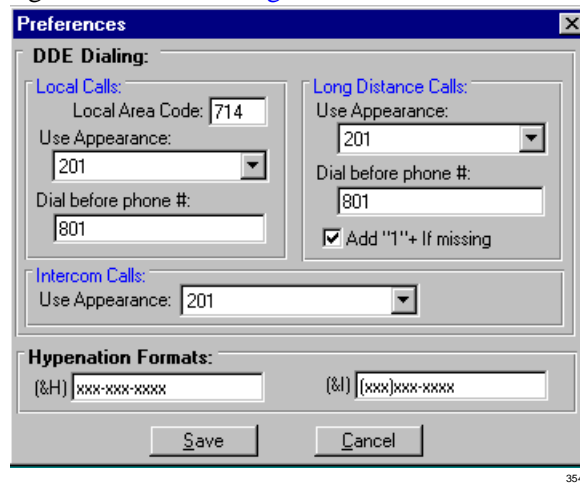 Preferences
DDE Dialing:
Local Calls:
Local Area Code: 714
Use Appearance:
201
Dial before phone #:
801
Long Distance Calls:
Use Appearance:
201
Dial before phone #:
801
Add "1"+ If missing
Intercom Calls:
Use Appearance: 201
Hypenation Formats:
(&H) xxx-xxx-xxxx
(&I) (xxx)xxx-xxxx
Save
Cancel